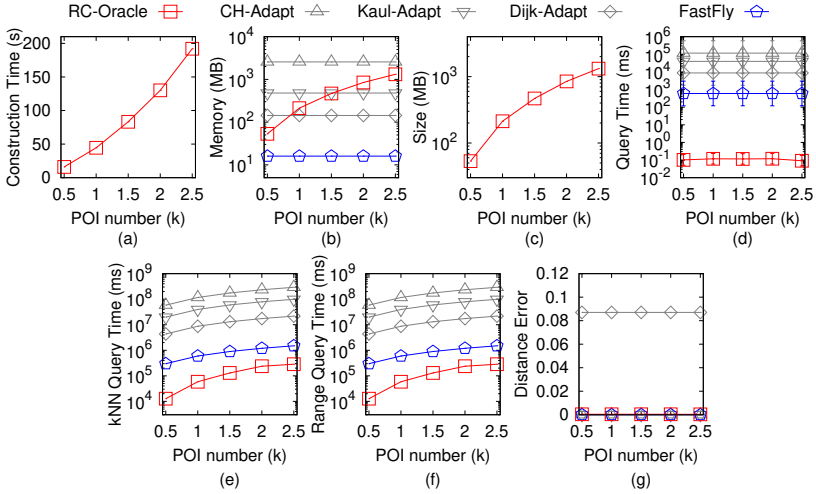 RC-Oracle CH-Adapt Kaul-Adapt Dijk-Adapt FastFly
Construction Time (s)
200
150
100
50
0
0.5 1 1.5 2 2.5
POI number (k)
(a)
Memory (MB)
10^4
10^3
10^2
10^1
0.5 1 1.5 2 2.5
POI number (k)
(b)
Size (MB)
10^3
10^2
0.5 1 1.5 2 2.5
POI number (k)
(c)
Query Time (ms)
10^6
10^5
10^4
10^3
10^2
10^1
10^0
10^-1
10^-2
0.5 1 1.5 2 2.5
POI number (k)
(d)
kNN Query Time (ms)
10^9
10^8
10^7
10^6
10^5
10^4
0.5 1 1.5 2 2.5
POI number (k)
(e)
Range Query Time (ms)
10^9
10^8
10^7
10^6
10^5
10^4
0.5 1 1.5 2 2.5
POI number (k)
(f)
Distance Error
0.12
0.1
0.08
0.06
0.04
0.02
0
0.5 1 1.5 2 2.5
POI number (k)
(g)